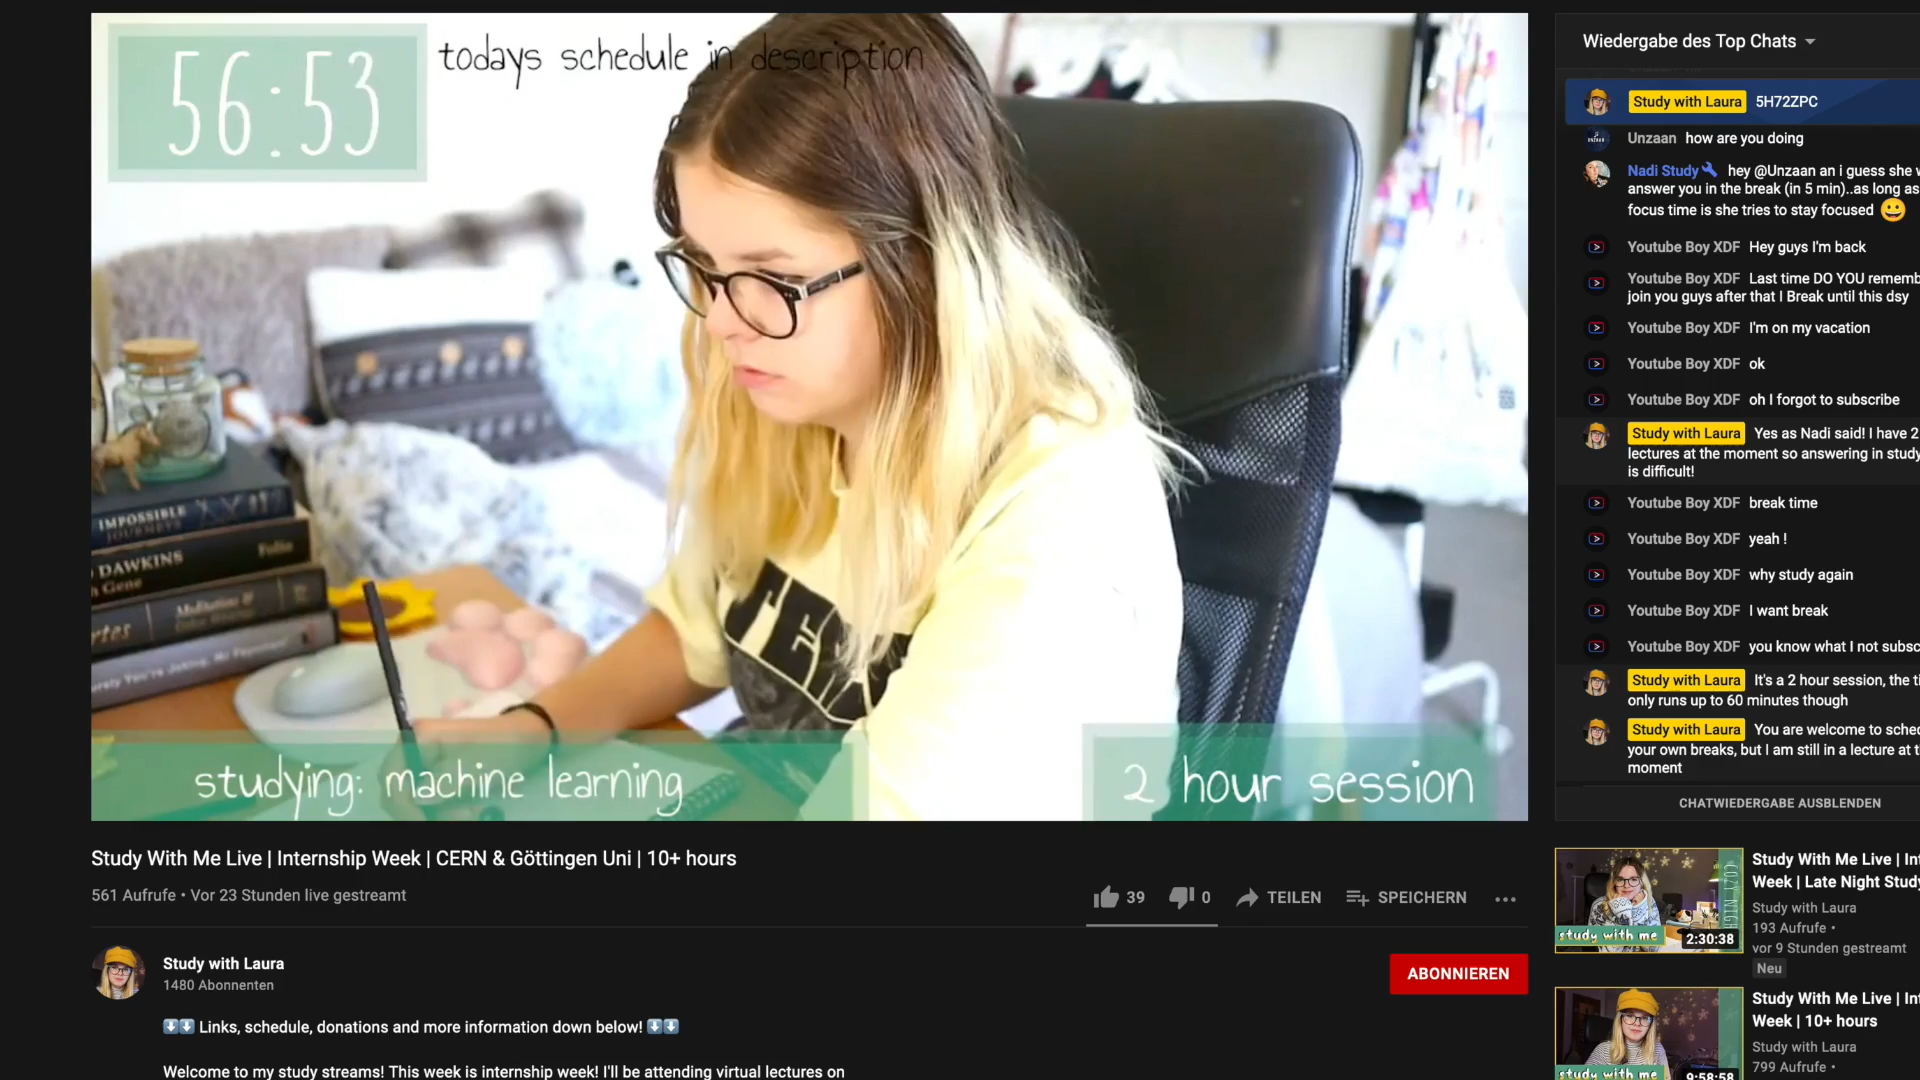 56:53
todays schedule in description
IMPOSSIBLE
JOURNEYS
DAWKINS
Gene
Folio
studying: machine learning
2 hour session
Study With Me Live | Internship Week | CERN & Göttingen Uni | 10+ hours
561 Aufrufe • Vor 23 Stunden live gestreamt
39
0
TEILEN
SPEICHERN
Study with Laura
1480 Abonnenten
ABONNIEREN
⬇️⬇️ Links, schedule, donations and more information down below! ⬇️⬇️
Welcome to my study streams! This week is internship week! I'll be attending virtual lectures on
Wiedergabe des Top Chats
Study with Laura 5H72ZPC
Unzaan how are you doing
Nadi Study hey @Unzaan an i guess she
answer you in the break (in 5 min)..as long as
focus time is she tries to stay focused 😀
Youtube Boy XDF Hey guys I'm back
Youtube Boy XDF Last time DO YOU rememb
join you guys after that I Break until this dsy
Youtube Boy XDF I'm on my vacation
Youtube Boy XDF ok
Youtube Boy XDF oh I forgot to subscribe
Study with Laura Yes as Nadi said! I have 2
lectures at the moment so answering in study
is difficult!
Youtube Boy XDF break time
Youtube Boy XDF yeah !
Youtube Boy XDF why study again
Youtube Boy XDF I want break
Youtube Boy XDF you know what I not subsc
Study with Laura It's a 2 hour session, the ti
only runs up to 60 minutes though
Study with Laura You are welcome to sched
your own breaks, but I am still in a lecture at t
moment
CHATWIEDERGABE AUSBLENDEN
study with me
2:30:38
Study With Me Live | In
Week | Late Night Study
Study with Laura
193 Aufrufe •
vor 9 Stunden gestreamt
Neu
study with me
9:58:58
Study With Me Live | In
Week | 10+ hours
Study with Laura
799 Aufrufe •